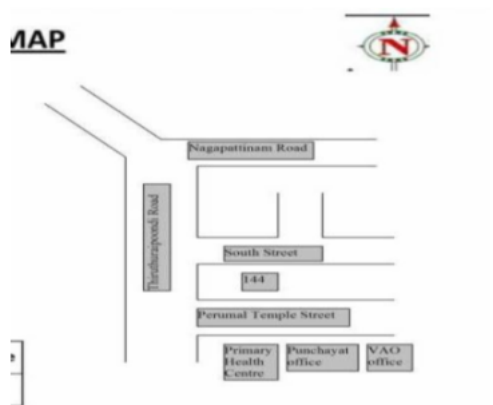 MAP
N
Nagapattinam Road
Thiruthuraipoondi Road
South Street
144
Perumal Temple Street
Primary
Health
Centre
Punchayat
office
VAO
office